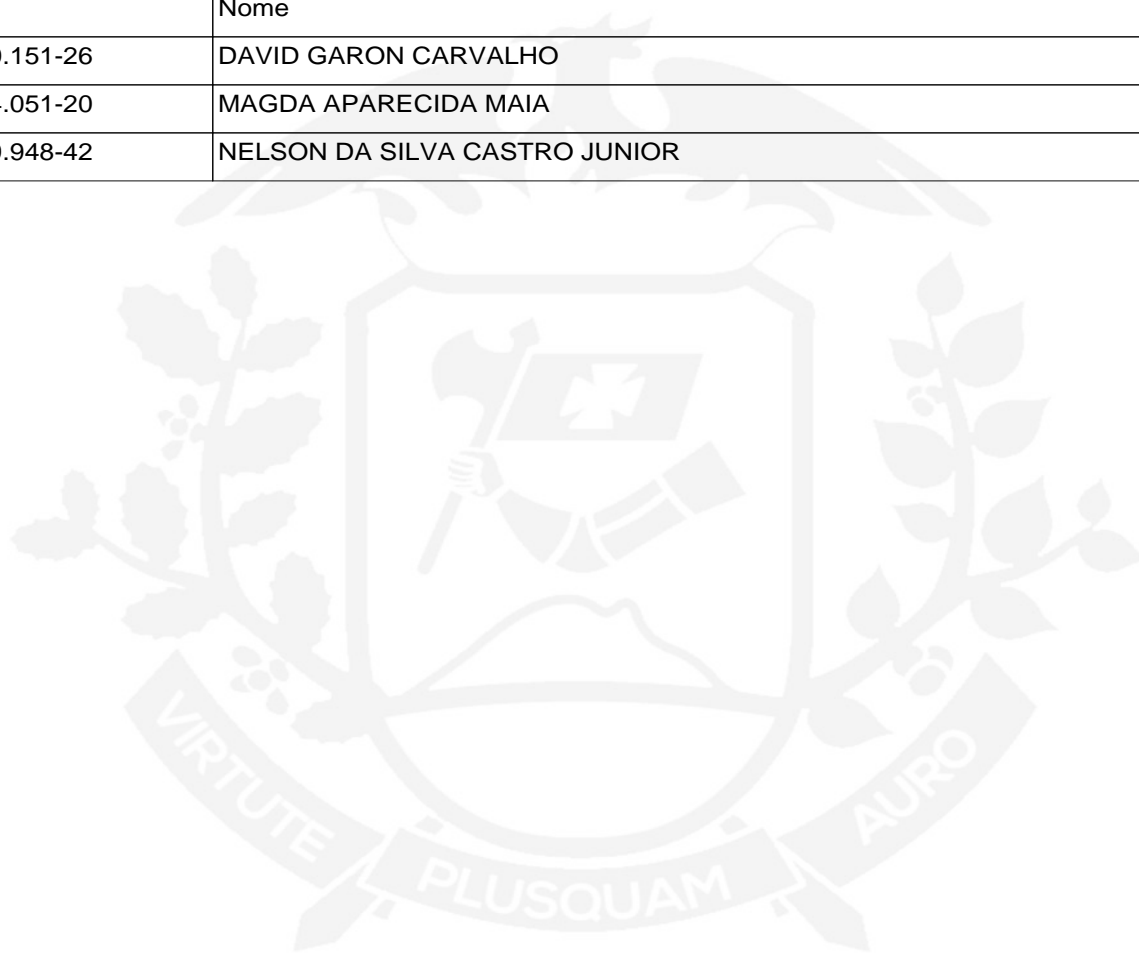 Nome
.151-26 DAVID GARON CARVALHO
.051-20 MAGDA APARECIDA MAIA
.948-42 NELSON DA SILVA CASTRO JUNIOR
VIRTUTE PLUSQUAM AURO